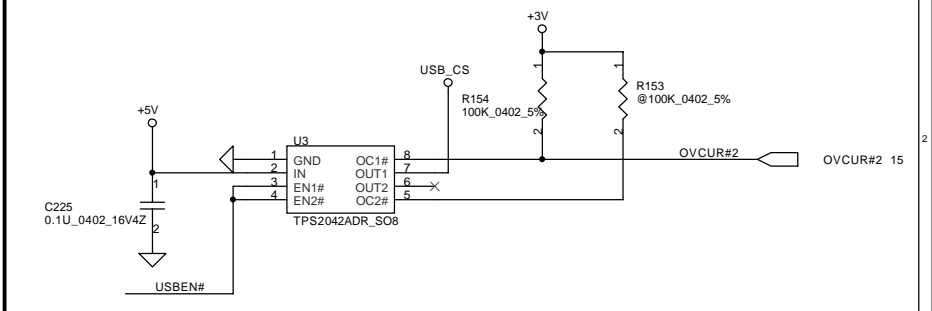 +3V
USB_CS
R154
100K_0402_5%
1
2
1
2
R153
@100K_0402_5%
+5V
U3
1 GND OC1# 8
2 IN OUT1 7
3 EN1# OUT2 6
4 EN2# OC2# 5
TPS2042ADR_SO8
OVCUR#2
OVCUR#2 15
2
C225
0.1U_0402_16V4Z
1
2
USBEN#